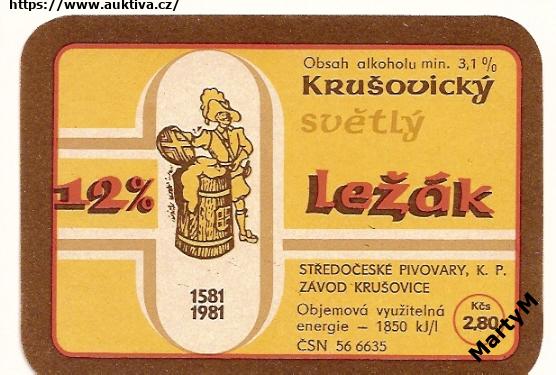 https://www.auktiva.cz/
Obsah alkoholu min. 3,1 %
Krušovický
světlý
12%
Ležák
1581
1981
STŘEDOČESKÉ PIVOVARY, K. P.
ZÁVOD KRUŠOVICE
Objemová využitelná
energie – 1850 kJ/l
ČSN 56 6635
Kčs
2,80
MartyM